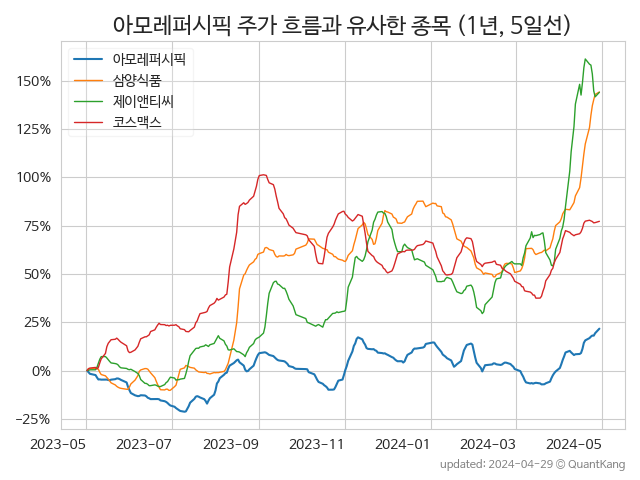 아모레퍼시픽 주가 흐름과 유사한 종목 (1년, 5일선)
아모레퍼시픽
삼양식품
제이앤티씨
코스맥스
150%
125%
100%
75%
50%
25%
0%
−25%
2023-05 2023-07 2023-09 2023-11 2024-01 2024-03 2024-05
updated: 2024-04-29 © QuantKang